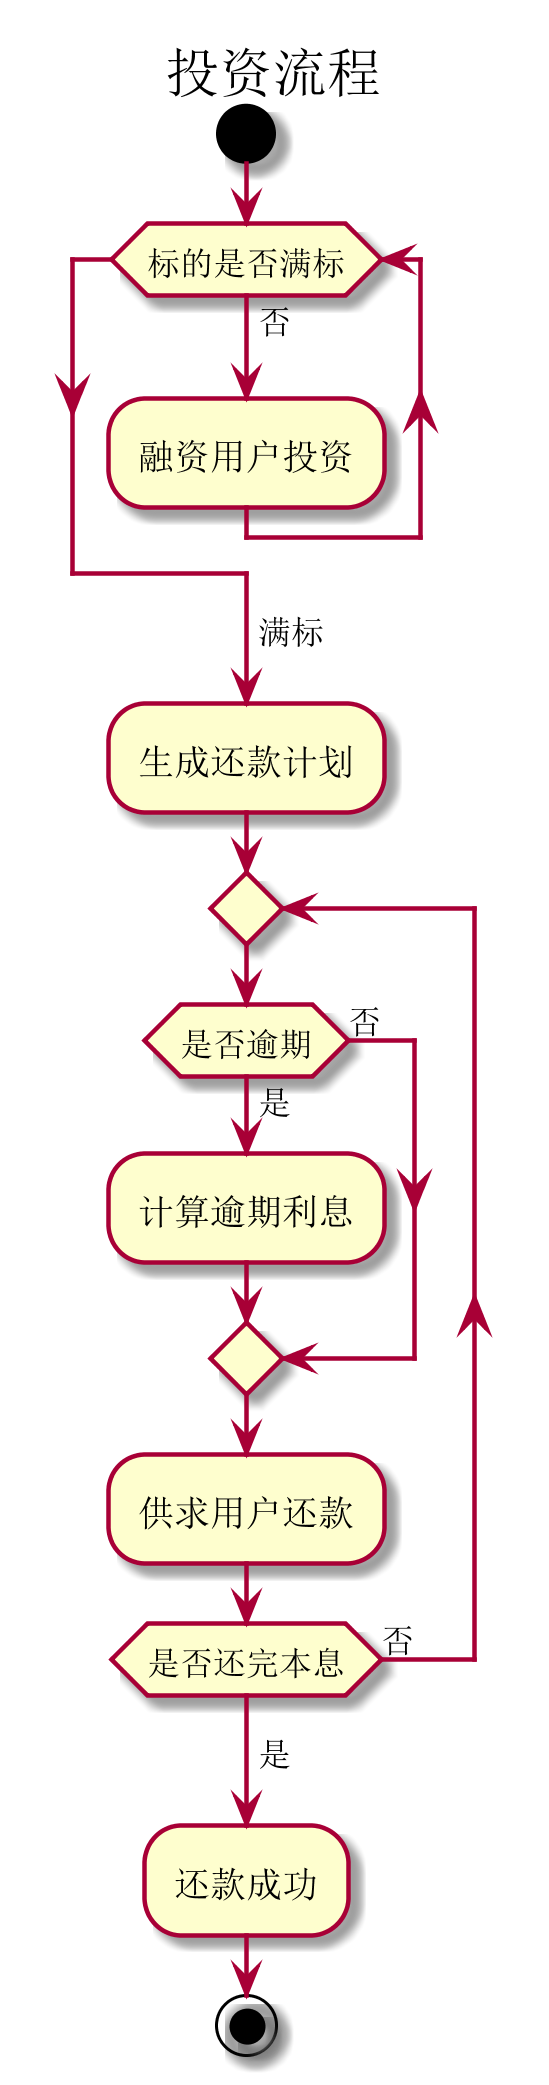 投资流程
标的是否满标
否
融资用户投资
满标
生成还款计划
是否逾期
否
是
计算逾期利息
供求用户还款
是否还完本息
否
是
还款成功